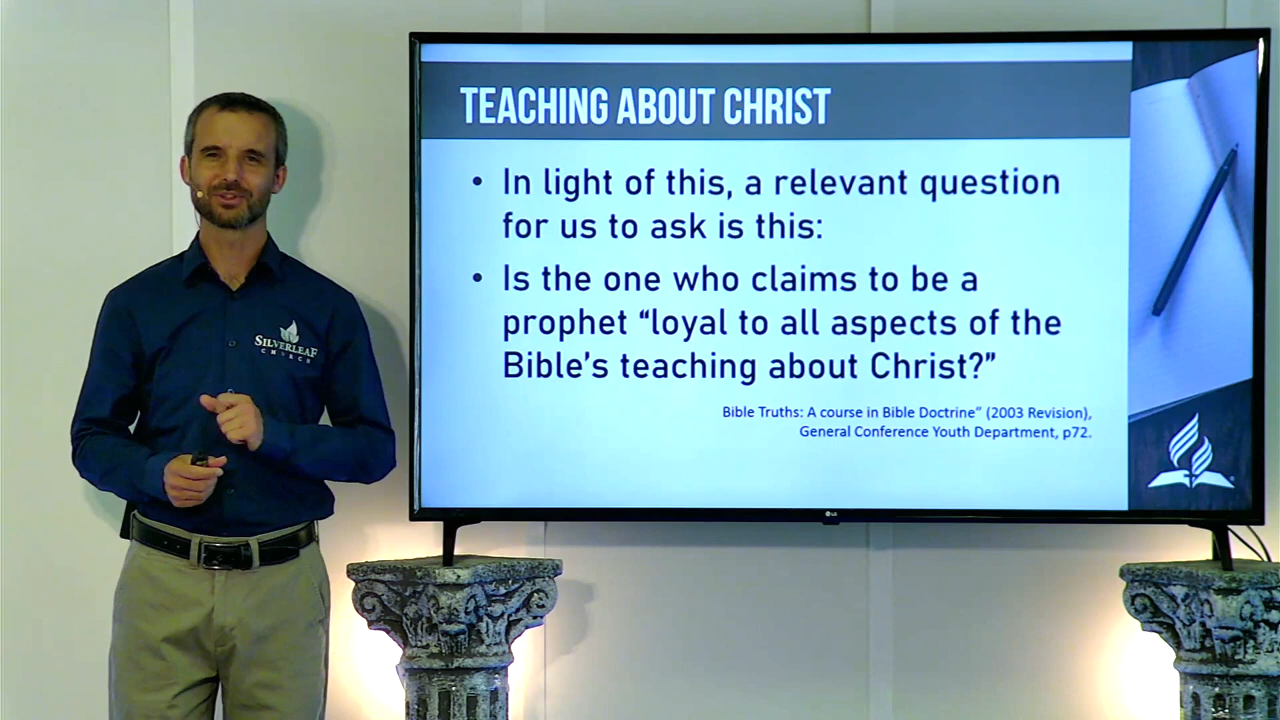 TEACHING ABOUT CHRIST
• In light of this, a relevant question
for us to ask is this:
• Is the one who claims to be a
prophet “loyal to all aspects of the
Bible’s teaching about Christ?”
Bible Truths: A course in Bible Doctrine” (2003 Revision),
General Conference Youth Department, p72.
SILVERLEAF
CHURCH
LG